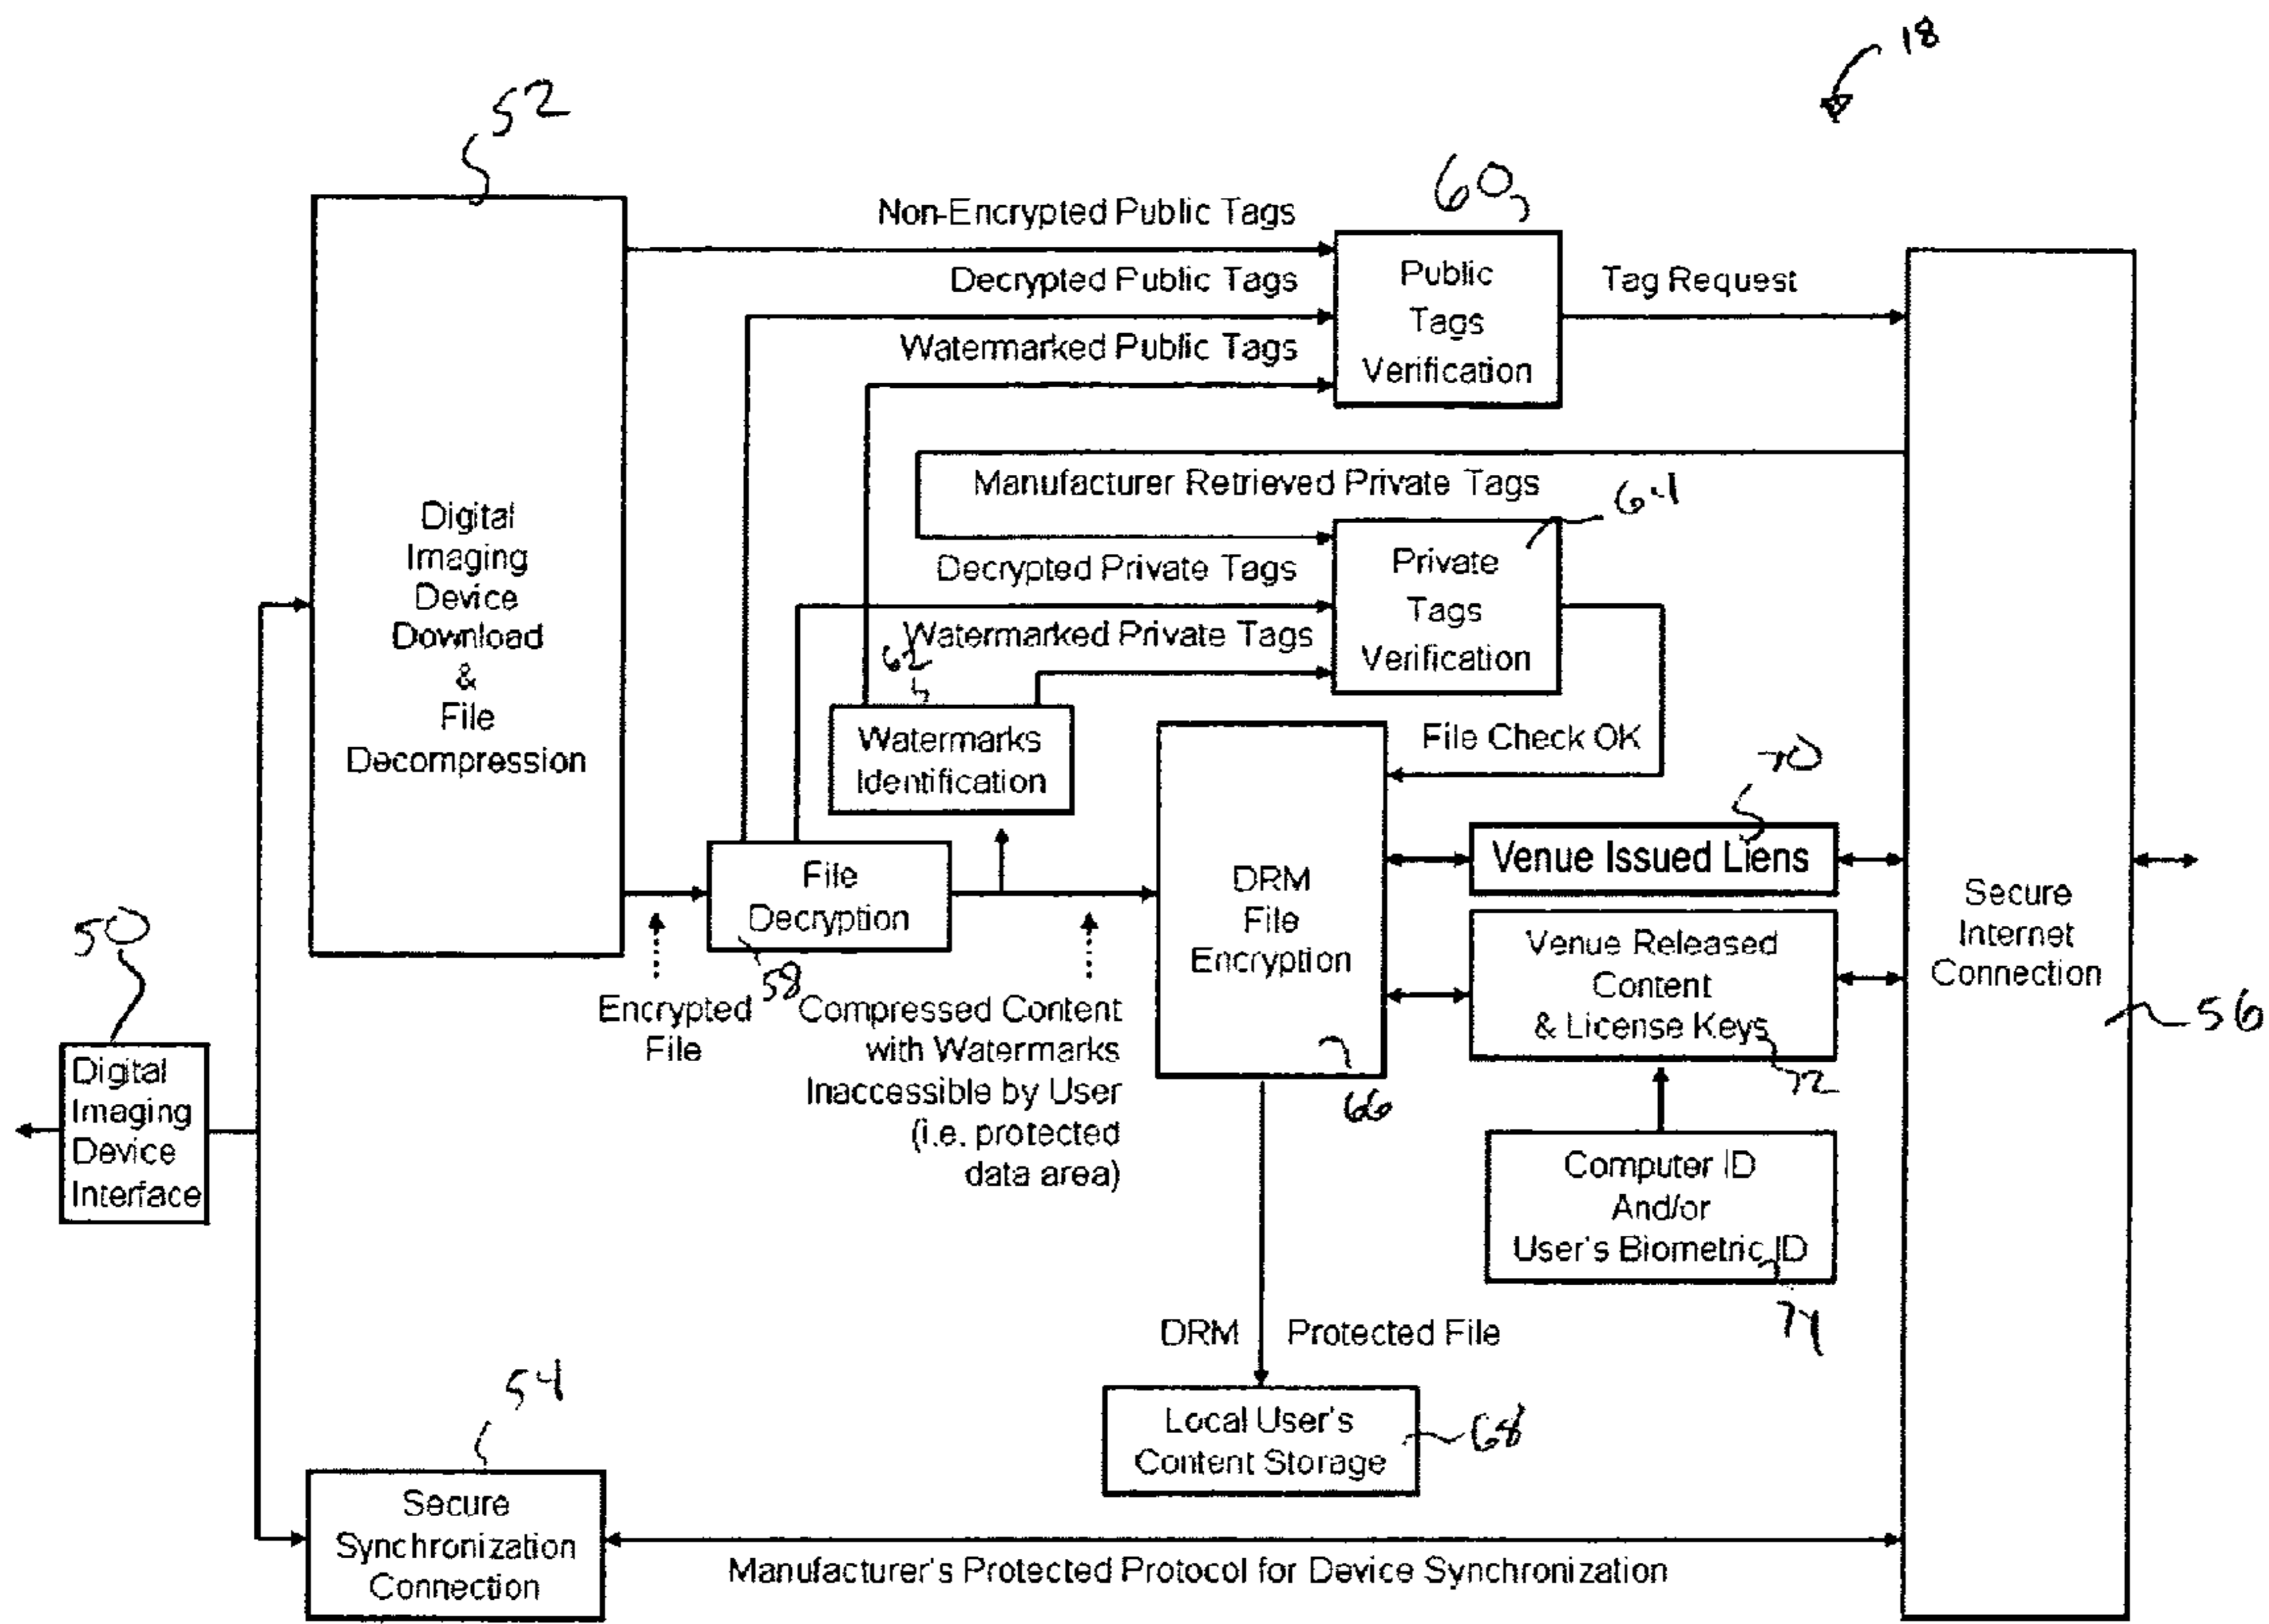 18
52
60
Non-Encrypted Public Tags
Decrypted Public Tags
Watermarked Public Tags
Public
Tags
Verification
Tag Request
Manufacturer Retrieved Private Tags
64
Decrypted Private Tags
Watermarked Private Tags
Private
Tags
Verification
Digital
Imaging
Device
Download
&
File
Decompression
62
Watermarks
Identification
File Check OK
70
Venue Issued Liens
File
Decryption
58
DRM
File
Encryption
66
Venue Released
Content
& License Keys
72
Secure
Internet
Connection
56
50
Digital
Imaging
Device
Interface
Encrypted
File
Compressed Content
with Watermarks
Inaccessible by User
(i.e. protected
data area)
Computer ID
And/or
User's Biometric ID
74
DRM Protected File
Local User's
Content Storage
68
54
Secure
Synchronization
Connection
Manufacturer's Protected Protocol for Device Synchronization